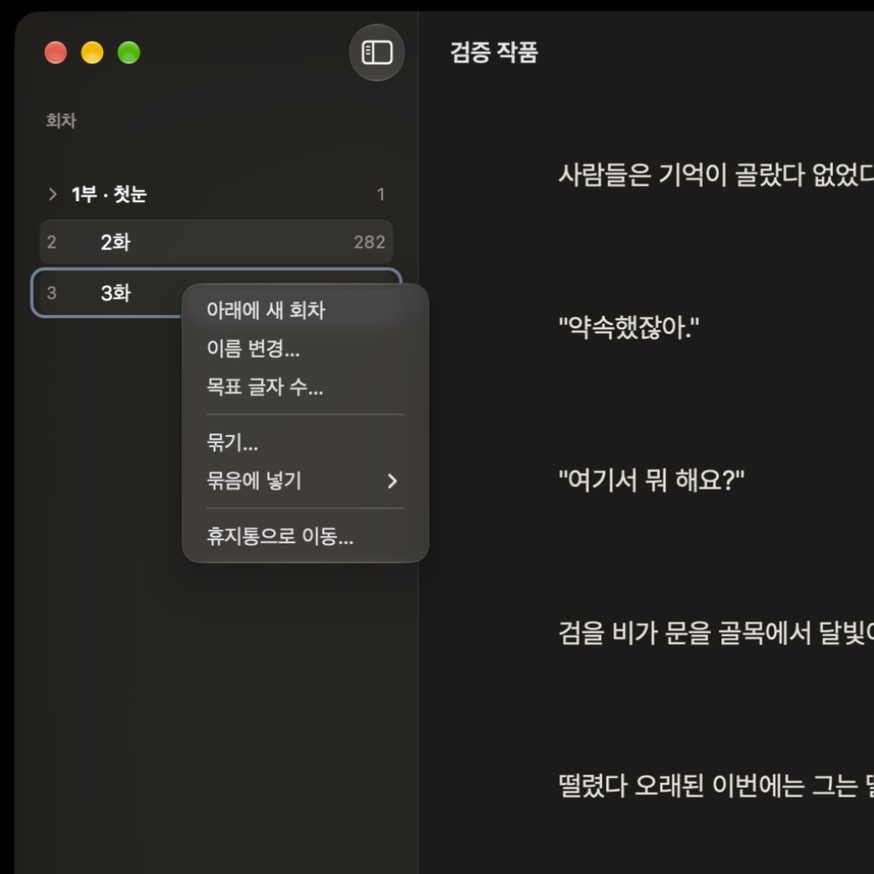 검증 작품
회차
1부 · 첫눈 1
2 2화 282
3 3화
아래에 새 회차
이름 변경...
목표 글자 수...
묶기...
묶음에 넣기
휴지통으로 이동...
사람들은 기억이 골랐다 없었다
"약속했잖아."
"여기서 뭐 해요?"
검을 비가 문을 골목에서 달빛이
떨렸다 오래된 이번에는 그는